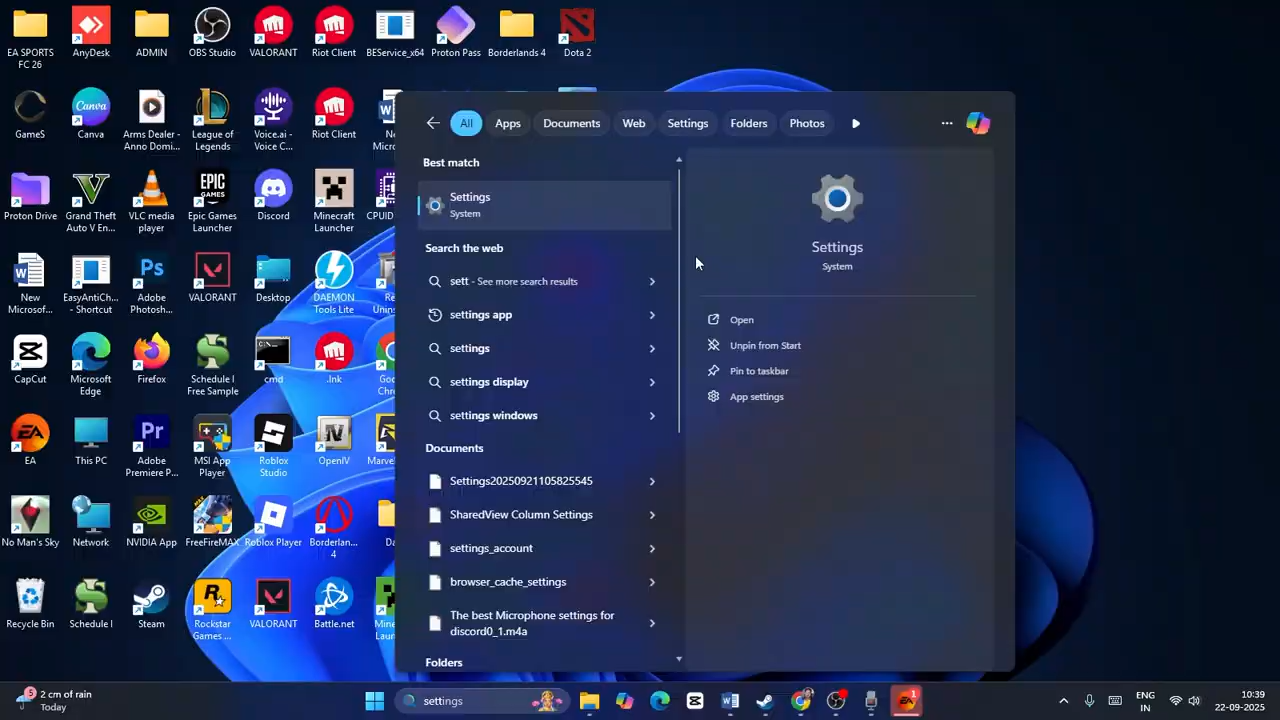 EA SPORTS
FC 26
AnyDesk
ADMIN
OBS Studio
VALORANT
Riot Client
BEService_x64
Proton Pass
Borderlands 4
Dota 2
GameS
Canva
Arms Dealer -
Anno Domi...
League of
Legends
Voice.ai -
Voice C...
Riot Client
Proton Drive
Grand Theft
Auto V En...
VLC media
player
Epic Games
Launcher
Discord
Minecraft
Launcher
New
Microsof...
EasyAntiCh...
- Shortcut
Adobe
Photosh...
VALORANT
Desktop
DAEMON
Tools Lite
CapCut
Microsoft
Edge
Firefox
Schedule I
Free Sample
cmd
.lnk
EA
This PC
Adobe
Premiere P...
MSI App
Player
Roblox
Studio
OpenIV
No Man's Sky
Network
NVIDIA App
FreeFireMAX
Roblox Player
Borderlan...
4
Recycle Bin
Schedule I
Steam
Rockstar
Games ...
VALORANT
Battle.net
All
Apps
Documents
Web
Settings
Folders
Photos
Best match
Settings
System
Search the web
sett - See more search results
settings app
settings
settings display
settings windows
Documents
Settings20250921105825545
SharedView Column Settings
settings_account
browser_cache_settings
The best Microphone settings for
discord0_1.m4a
Folders
Settings
System
Open
Unpin from Start
Pin to taskbar
App settings
5
2 cm of rain
Today
settings
1
ENG
IN
10:39
22-09-2025